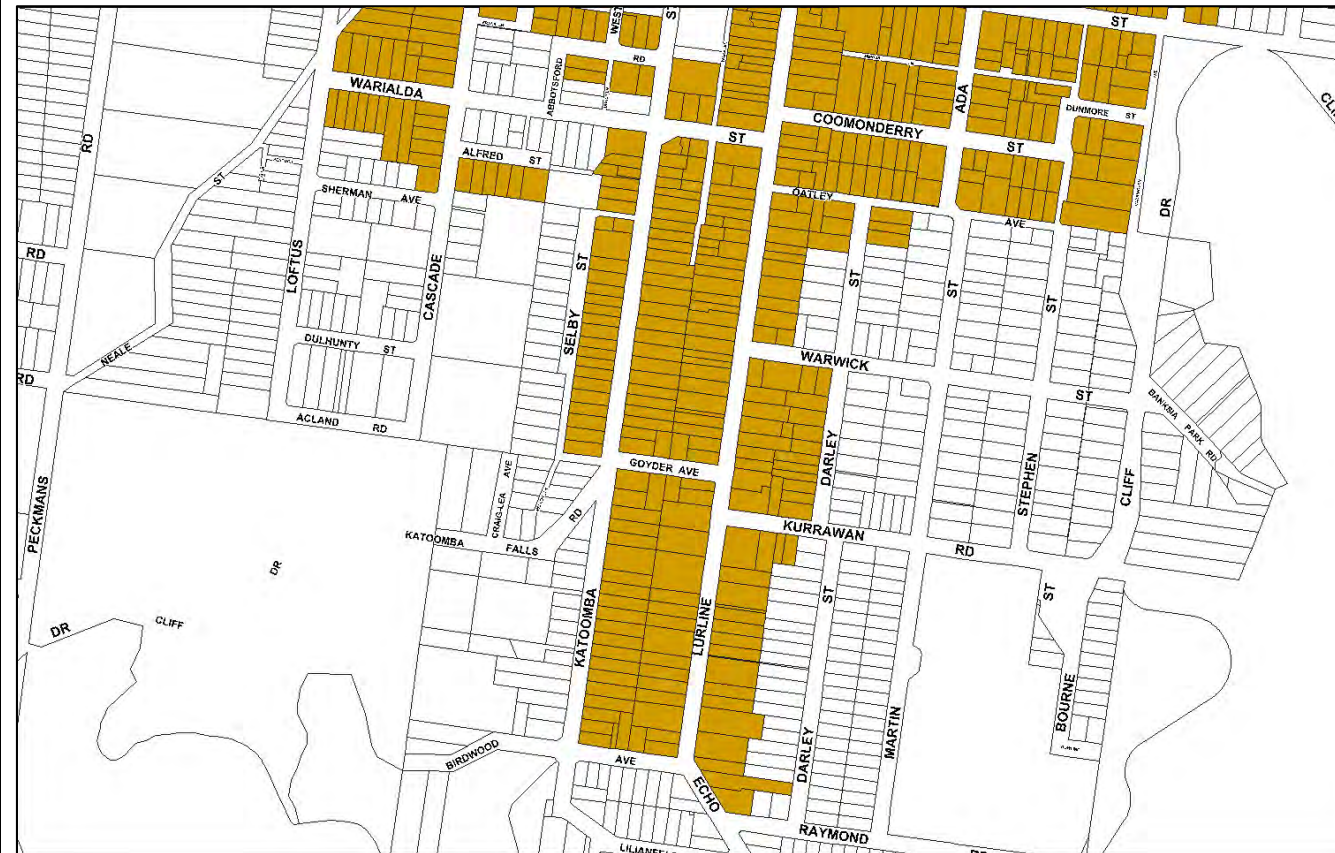 WEST
ST
ST
RD
WARIALDA
ABBOTSFORD
ADA
DUNMORE ST
COOMONDERRY
ST
ST
RD
ALFRED ST
SHERMAN AVE
OATLEY
AVE
ST
DR
RD
LOFTUS
CASCADE
SELBY
ST
ST
ST
ST
DULHUNTY ST
NEALE
WARWICK
ST
RD
BANKSIA PARK RD
ACLAND RD
GOYDER AVE
DARLEY
STEPHEN
CLIFF
CRAIG-LEA AVE
PECKMANS
KATOOMBA FALLS RD
KURRAWAN
RD
DR
CLIFF
DR
KATOOMBA
LURLINE
ST
ST
BOURNE
MARTIN
DARLEY
BIRDWOOD
AVE
ECHO
RAYMOND